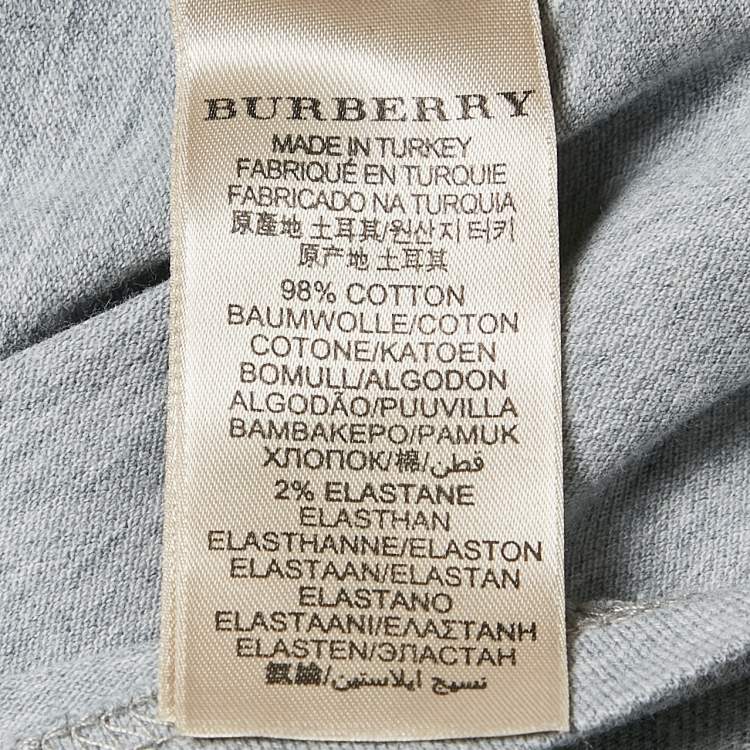 BURBERRY
MADE IN TURKEY
FABRIQUÉ EN TURQUIE
FABRICADO NA TURQUIA
原產地 土耳其/원산지 터키
原产地 土耳其
98% COTTON
BAUMWOLLE/COTON
COTONE/KATOEN
BOMULL/ALGODON
ALGODÃO/PUUVILLA
BAMBAKEPO/PAMUK
ХЛОПОК/棉/قطن
2% ELASTANE
ELASTHAN
ELASTHANNE/ELASTON
ELASTAAN/ELASTAN
ELASTANO
ELASTAANI/ΕΛΑΣΤΑΝΗ
ELASTEN/ЭЛАСТАН
نسيج ايلاستين/